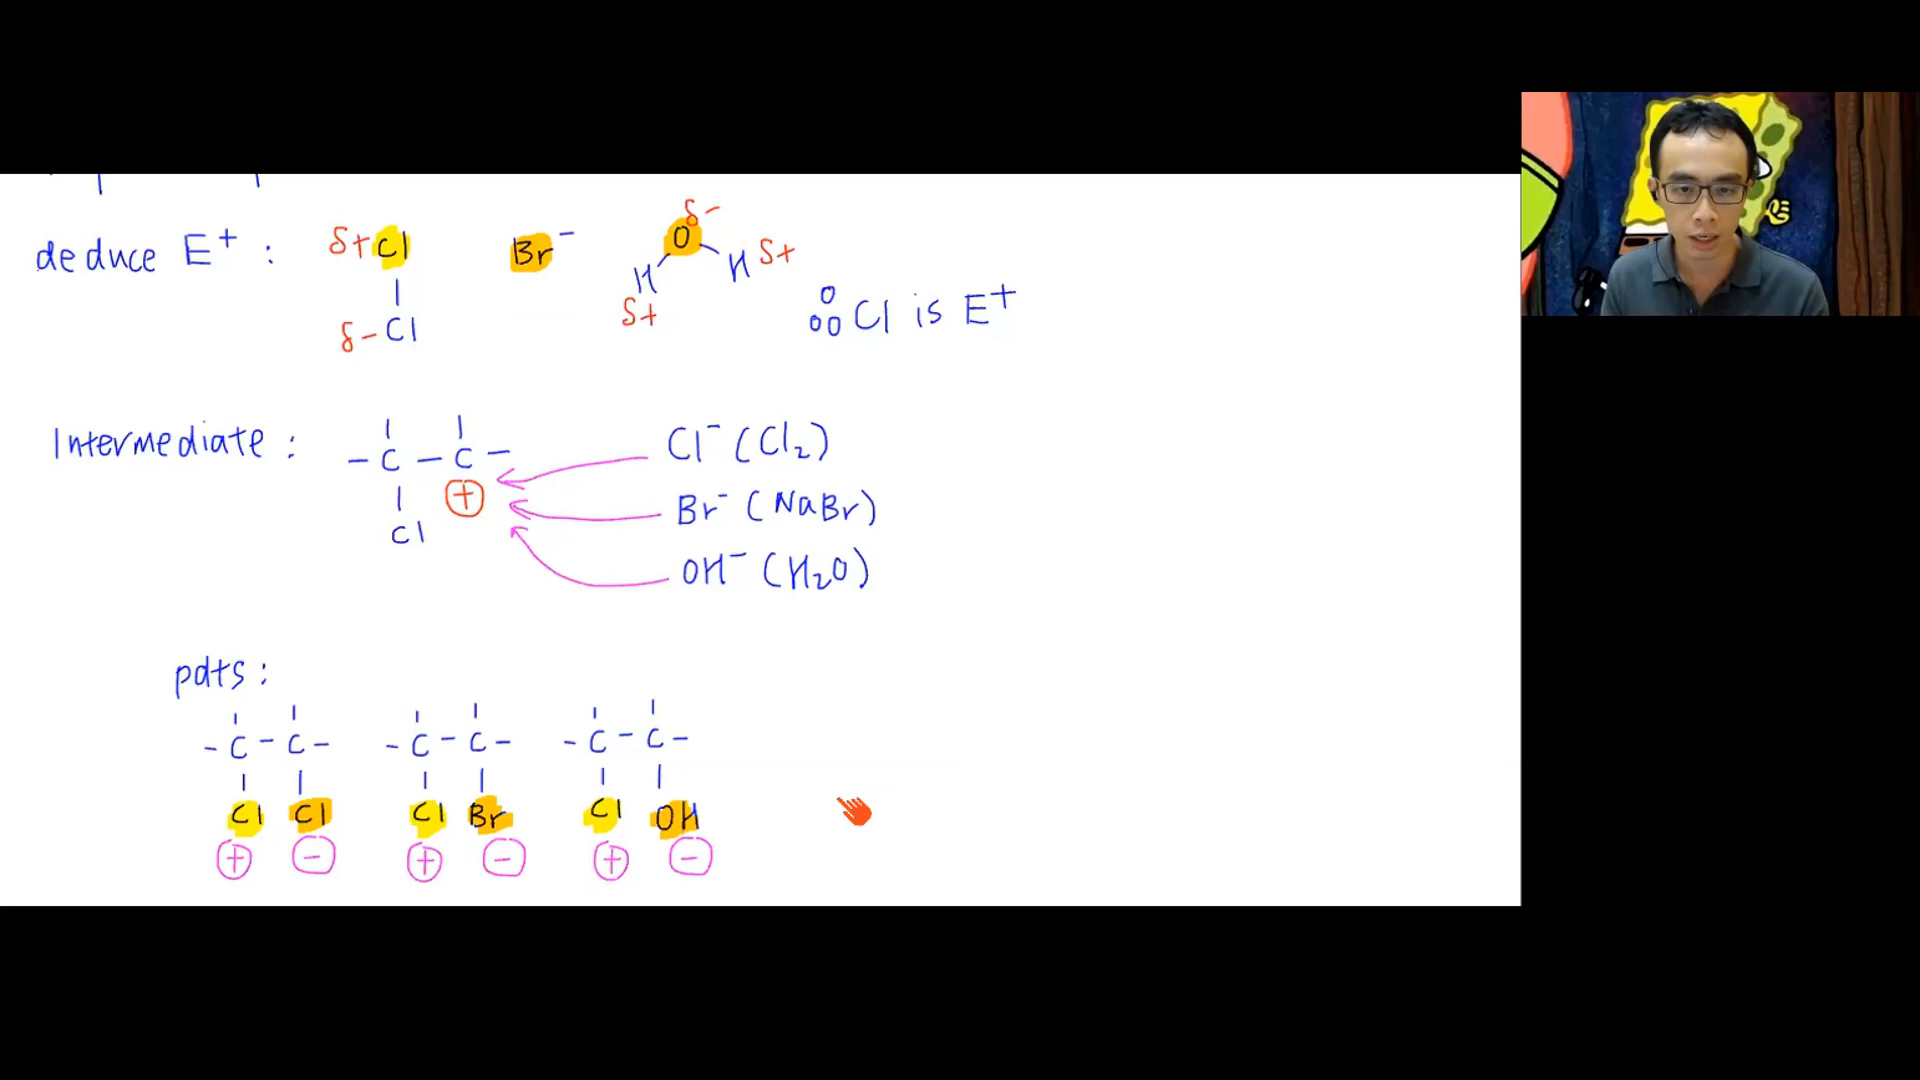 deduce E⁺ : δ+ Cl Br⁻ δ− O
H H δ+
δ+
δ− Cl ∴ Cl is E⁺
Intermediate : − C − C − Cl⁻ (Cl₂)
+ Br⁻ (NaBr)
Cl
OH⁻ (H₂O)
pdts :
− C − C − − C − C − − C − C −
Cl Cl Cl Br Cl OH
+ − + − + −